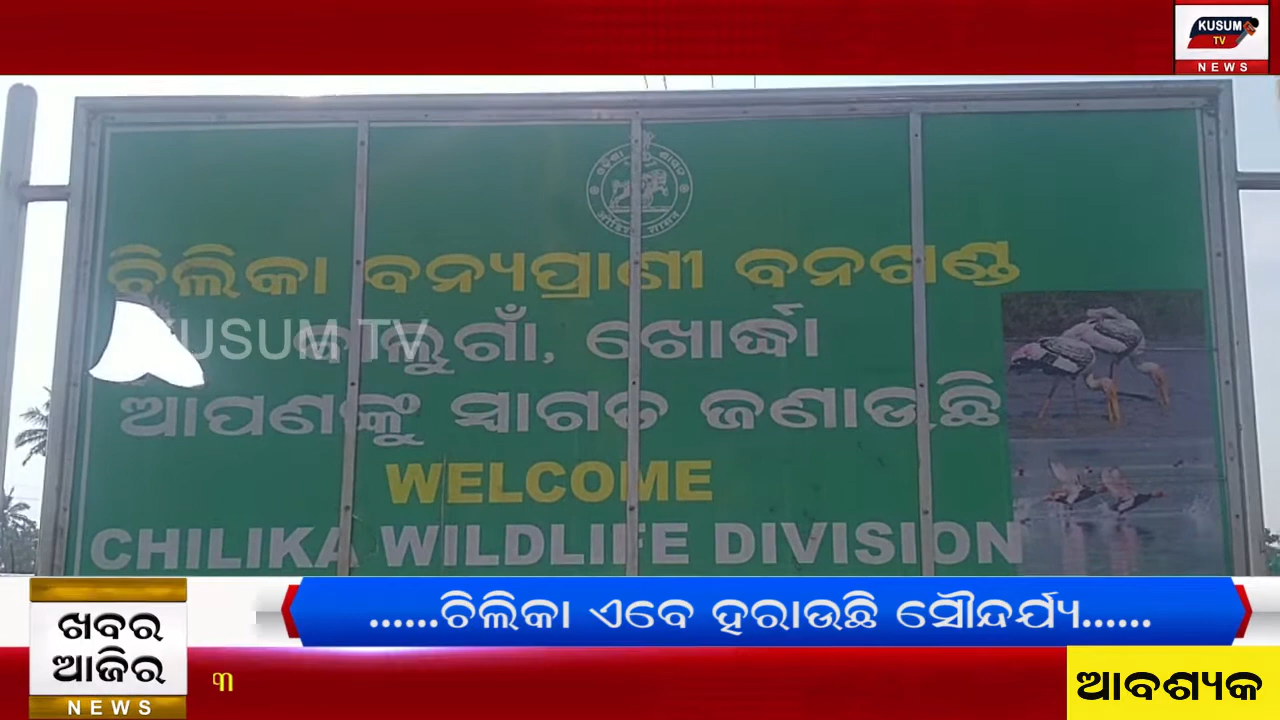 KUSUM
TV
NEWS
ଚିଲିକା ବନ୍ୟପ୍ରାଣୀ ବନଖଣ୍ଡ
KUSUM TV
ବାଲୁଗାଁ, ଖୋର୍ଦ୍ଧା
ଆପଣଙ୍କୁ ସ୍ୱାଗତ ଜଣାଉଛି
WELCOME
CHILIKA WILDLIFE DIVISION
......ଚିଲିକା ଏବେ ହରାଉଛି ସୌନ୍ଦର୍ଯ୍ୟ......
ଖବର
ଆଜିର
NEWS
୩
ଆବଶ୍ୟକ